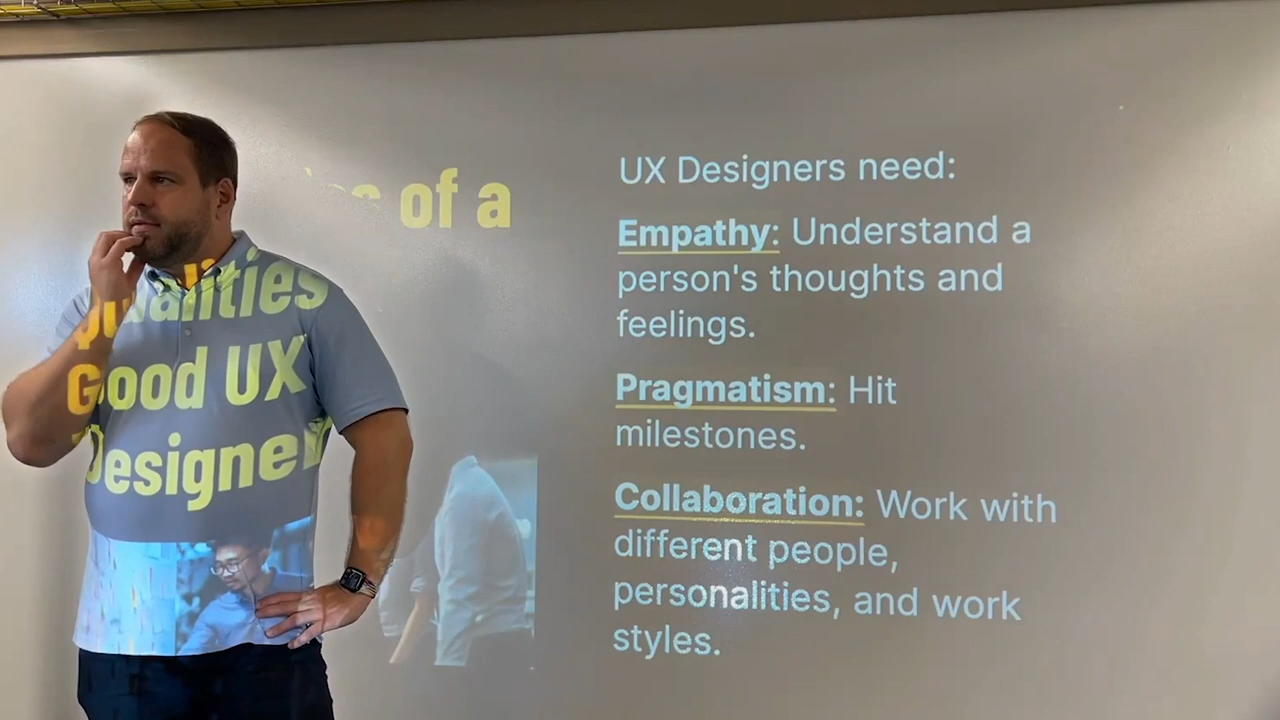 of a
Qualities
Good UX
Designer
UX Designers need:
Empathy: Understand a
person's thoughts and
feelings.
Pragmatism: Hit
milestones.
Collaboration: Work with
different people,
personalities, and work
styles.